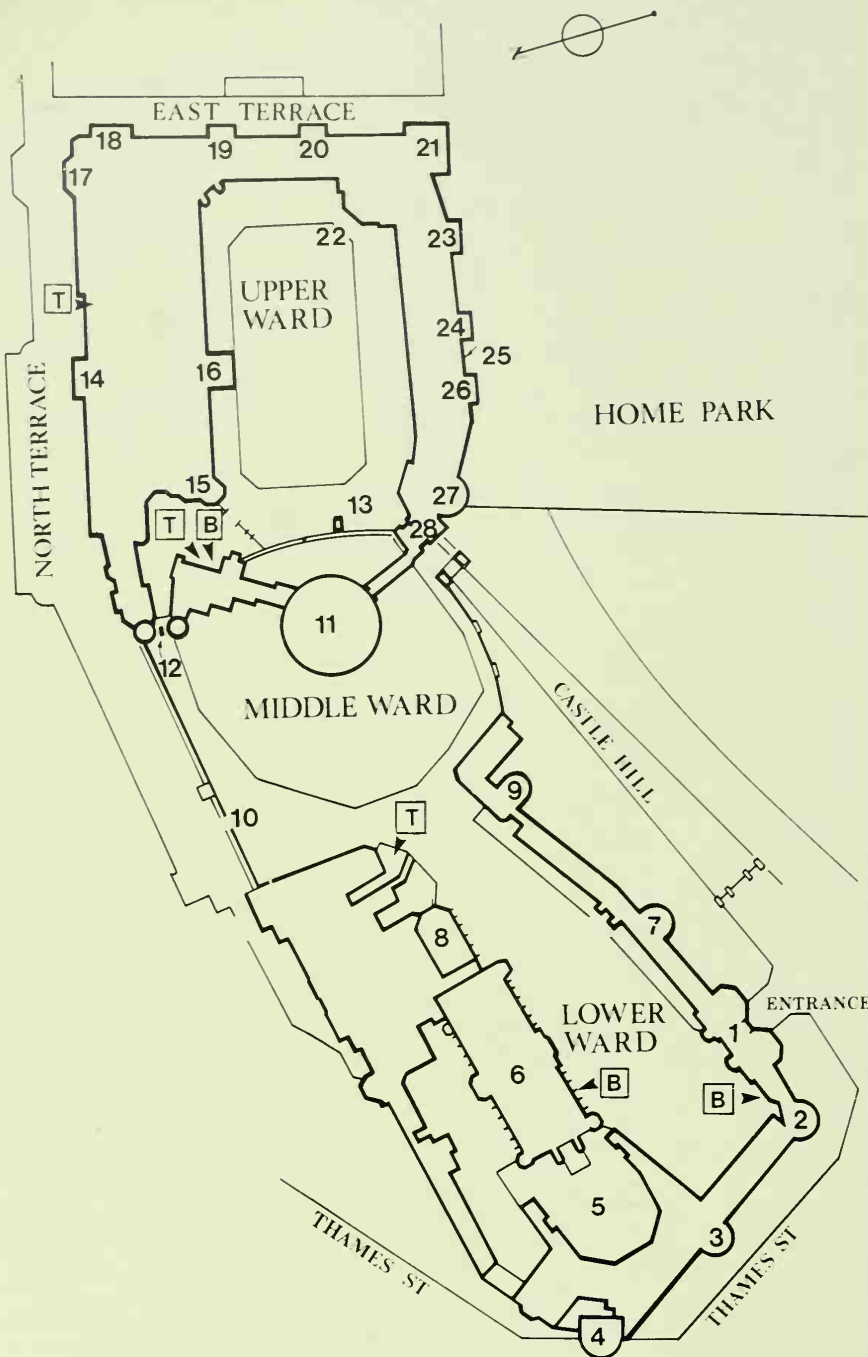 EAST TERRACE
18
19
20
21
17
22
23
UPPER
WARD
T
24
25
14
16
26
NORTH TERRACE
HOME PARK
15
27
13
T
B
28
11
12
MIDDLE WARD
CASTLE HILL
9
10
T
7
8
ENTRANCE
LOWER
WARD
1
6
B
B
2
5
3
THAMES ST
THAMES ST
4